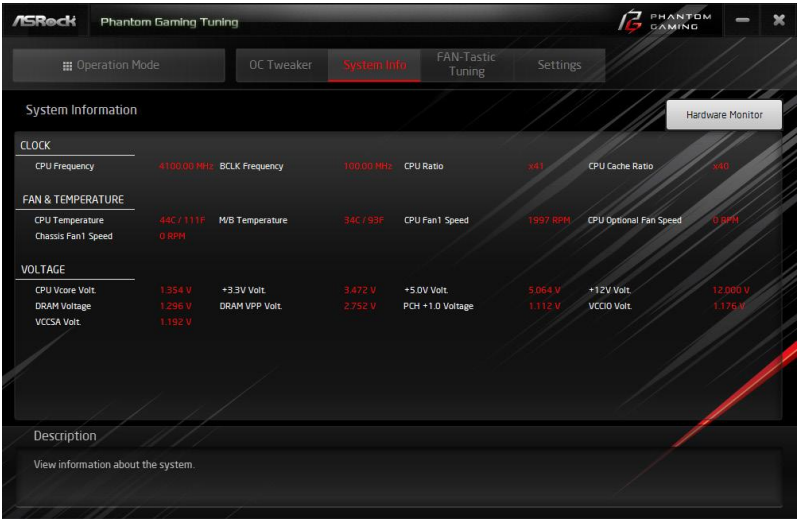 ASRock Phantom Gaming Tuning PHANTOM GAMING
Operation Mode OC Tweaker System Info FAN-Tastic Tuning Settings
System Information
Hardware Monitor
CLOCK
CPU Frequency 4100.00 MHz BCLK Frequency 100.00 MHz CPU Ratio x41 CPU Cache Ratio x40
FAN & TEMPERATURE
CPU Temperature 44C / 111F M/B Temperature 34C / 93F CPU Fan1 Speed 1997 RPM CPU Optional Fan Speed 0 RPM
Chassis Fan1 Speed 0 RPM
VOLTAGE
CPU Vcore Volt. 1.354 V +3.3V Volt. 3.472 V +5.0V Volt. 5.064 V +12V Volt. 12.000 V
DRAM Voltage 1.296 V DRAM VPP Volt. 2.752 V PCH +1.0 Voltage 1.112 V VCCIO Volt. 1.176 V
VCCSA Volt. 1.192 V
Description
View information about the system.